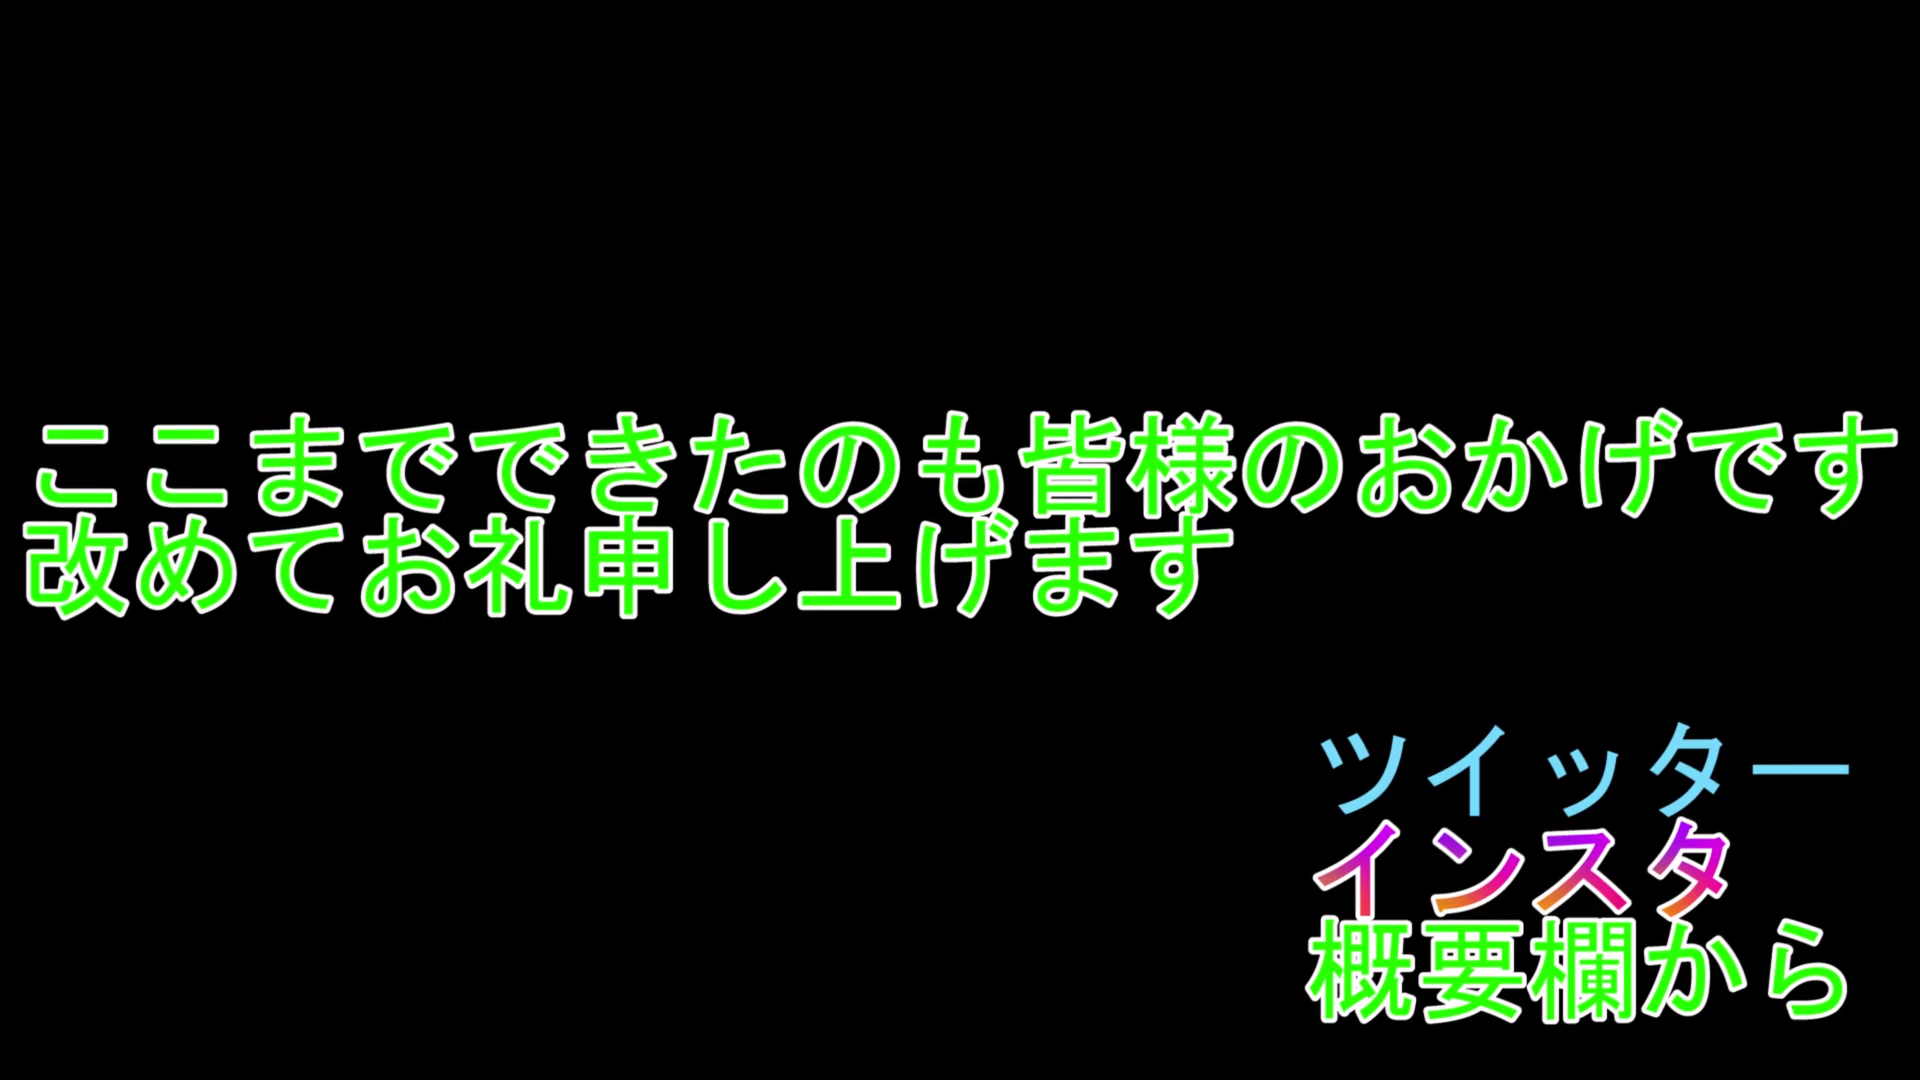 ここまでできたのも皆様のおかげです
改めてお礼申し上げます
ツイッター
インスタ
概要欄から